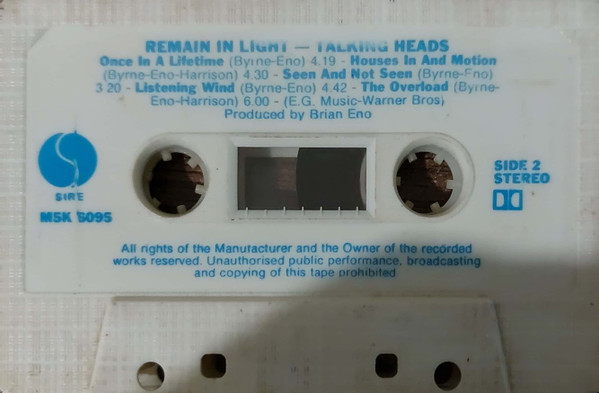 REMAIN IN LIGHT — TALKING HEADS
Once In A Lifetime (Byrne-Eno) 4.19 - Houses In And Motion
(Byrne-Eno-Harrison) 4.30 - Seen And Not Seen (Byrne-Eno)
3 20 - Listening Wind (Byrne-Eno) 4.42 - The Overload (Byrne-
Eno-Harrison) 6.00 - (E.G. Music-Warner Bros)
Produced by Brian Eno
SIRE
M5K 6095
SIDE 2
STEREO
All rights of the Manufacturer and the Owner of the recorded
works reserved. Unauthorised public performance, broadcasting
and copying of this tape prohibited